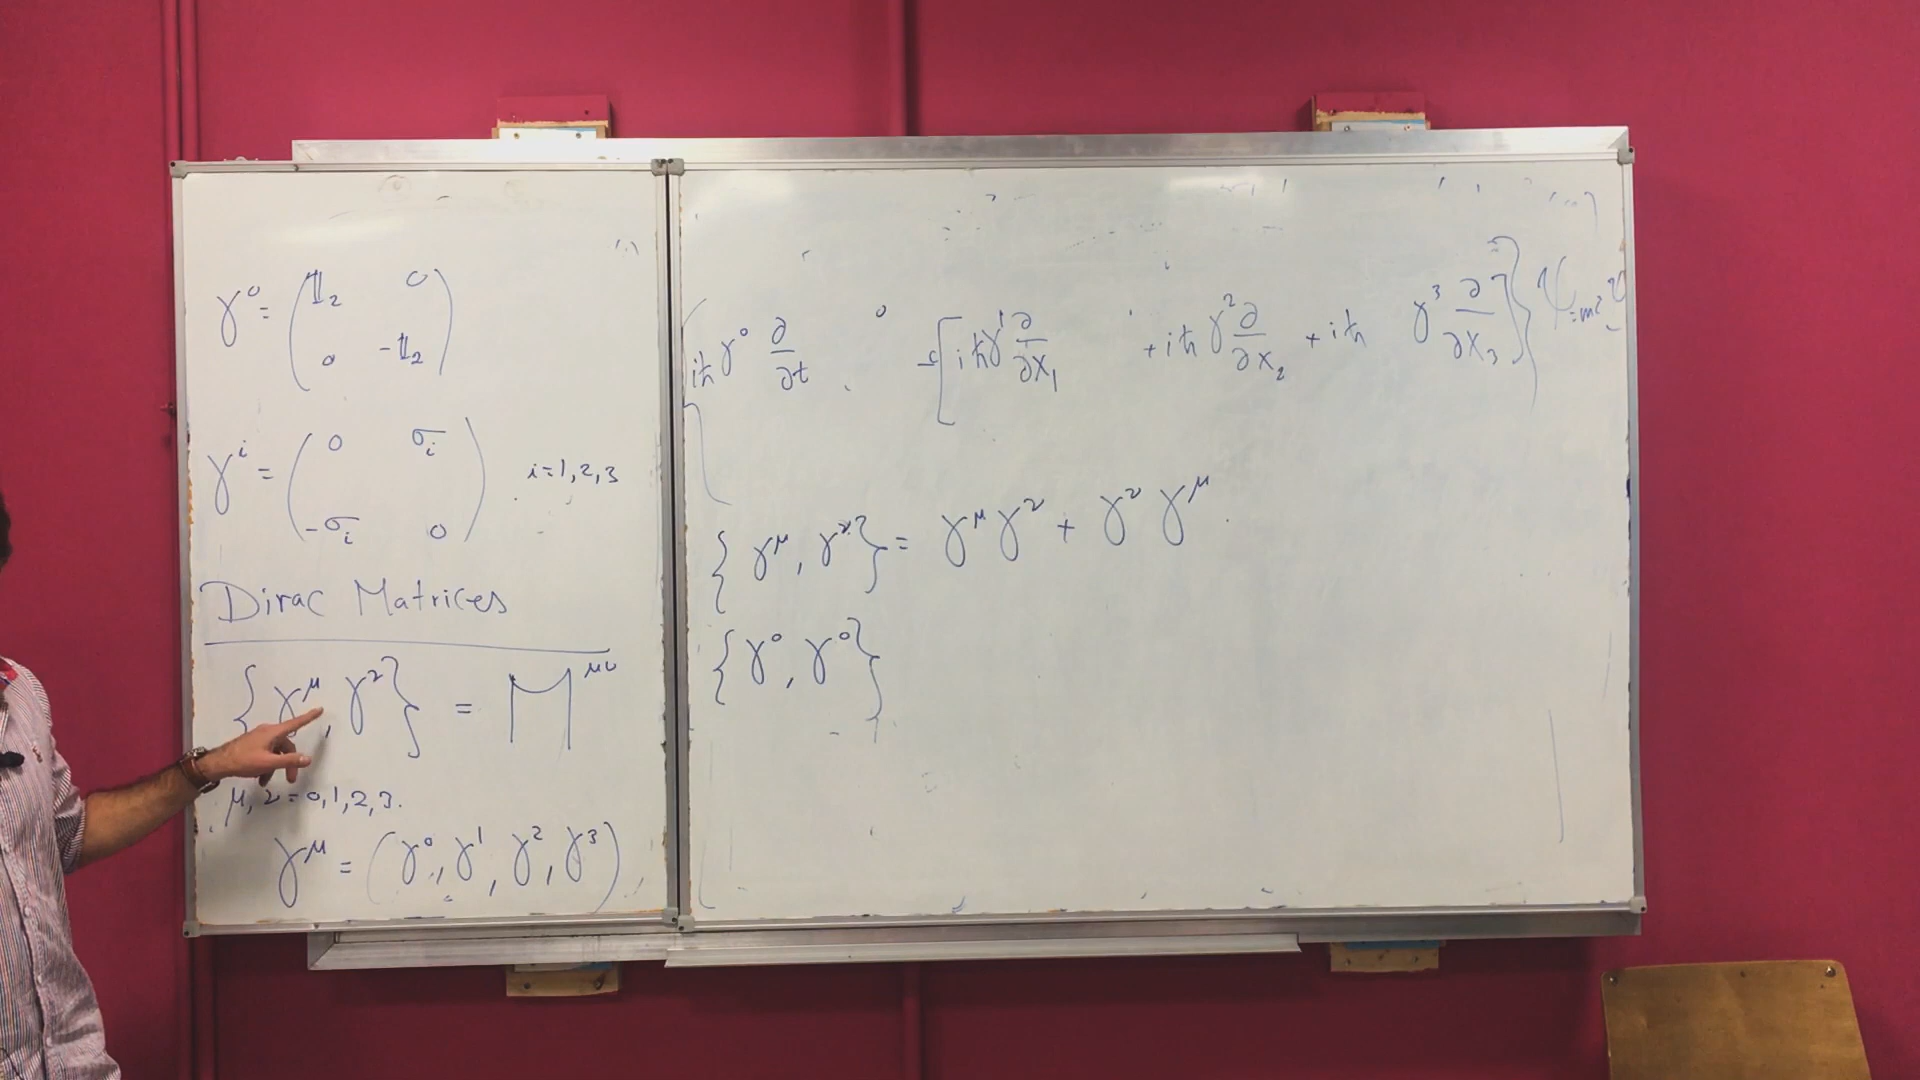 γ⁰ = ( 𝟙₂ 0
0 -𝟙₂ )
γⁱ = ( 0 σᵢ
-σᵢ 0 ) i=1,2,3
Dirac Matrices
{γ^μ, γ^ν} = M^μν
μ, ν = 0,1,2,3.
γ^μ = (γ⁰, γ¹, γ², γ³)
iħ γ⁰ ∂/∂t - c [ iħ γ¹ ∂/∂x₁ + iħ γ² ∂/∂x₂ + iħ γ³ ∂/∂x₃ ] } ψ = mc² ψ
{γ^μ, γ^ν} = γ^μ γ^ν + γ^ν γ^μ
{γ⁰, γ⁰}